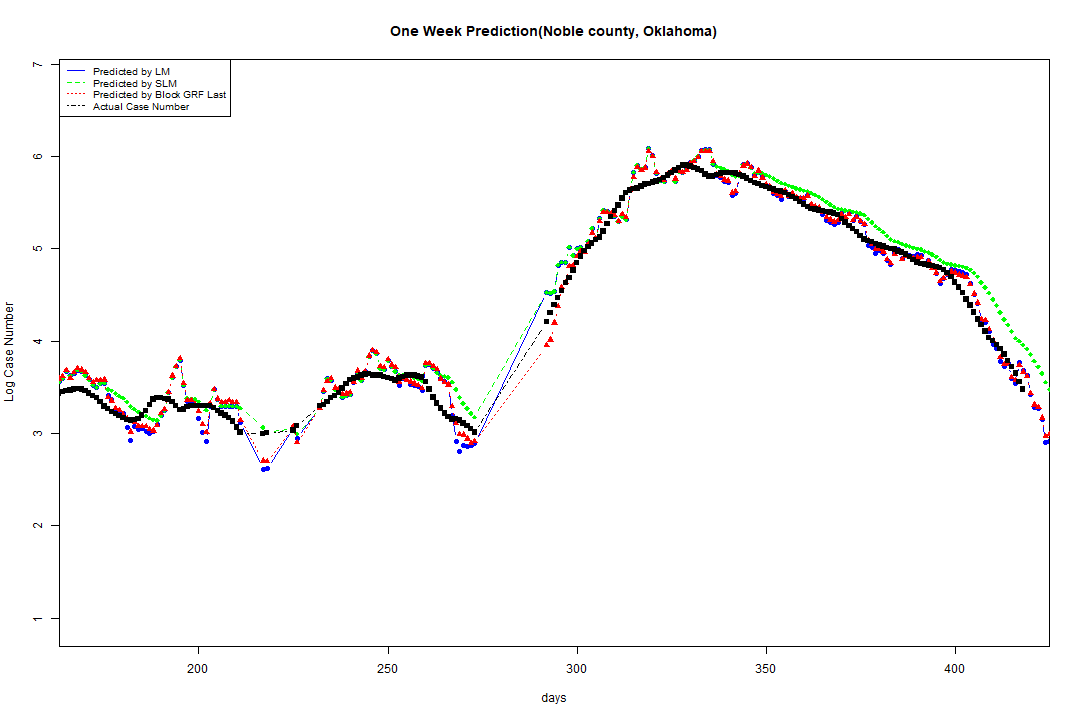 One Week Prediction(Noble county, Oklahoma)
Predicted by LM
Predicted by SLM
Predicted by Block GRF Last
Actual Case Number
Log Case Number
7
6
5
4
3
2
1
200 250 300 350 400
days